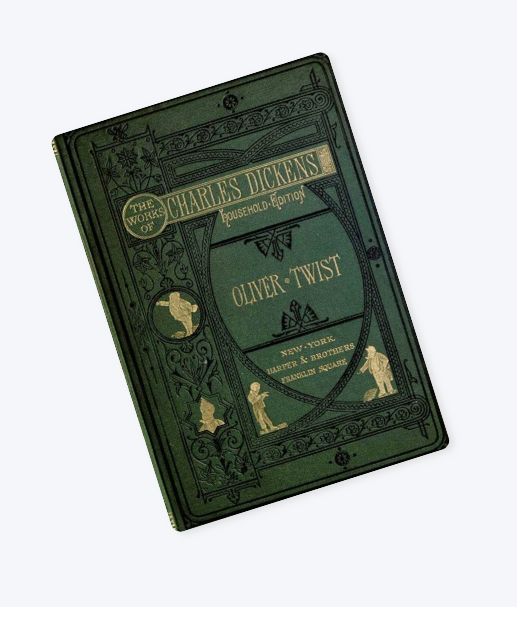 THE
WORKS
OF
CHARLES DICKENS
HOUSEHOLD·EDITION
OLIVER·TWIST
NEW·YORK
HARPER & BROTHERS
FRANKLIN SQUARE